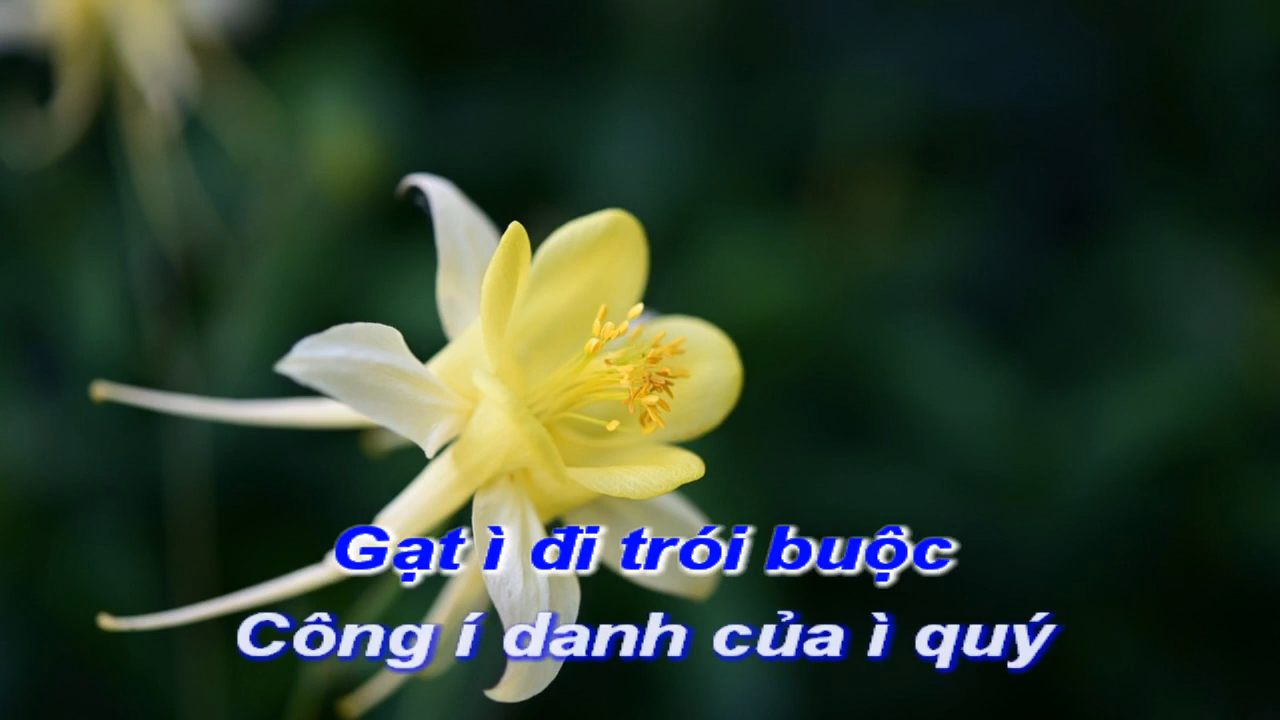 Gạt ì đi trói buộc
Công í danh của ì quý